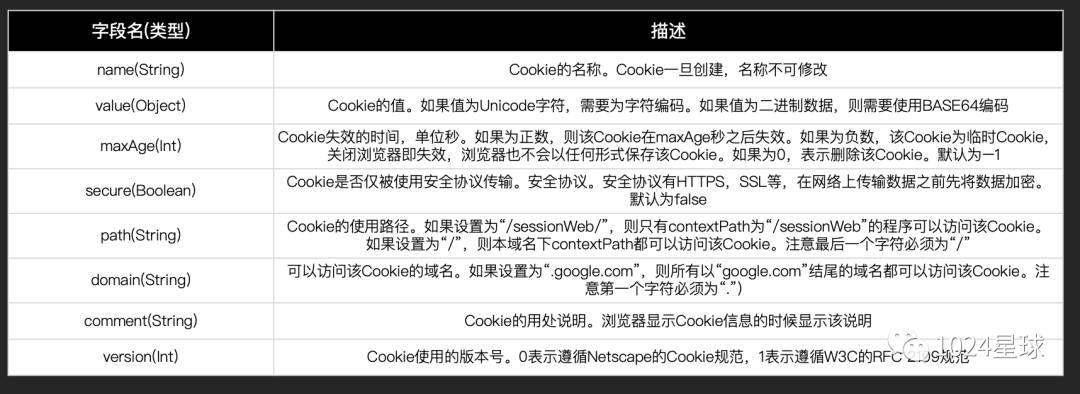 字段名(类型) 描述
name(String) Cookie的名称。Cookie一旦创建，名称不可修改
value(Object) Cookie的值。如果值为Unicode字符，需要为字符编码。如果值为二进制数据，则需要使用BASE64编码
maxAge(Int) Cookie失效的时间，单位秒。如果为正数，则该Cookie在maxAge秒之后失效。如果为负数，该Cookie为临时Cookie，
关闭浏览器即失效，浏览器也不会以任何形式保存该Cookie。如果为0，表示删除该Cookie。默认为—1
secure(Boolean) Cookie是否仅被使用安全协议传输。安全协议。安全协议有HTTPS，SSL等，在网络上传输数据之前先将数据加密。
默认为false
path(String) Cookie的使用路径。如果设置为“/sessionWeb/”，则只有contextPath为“/sessionWeb”的程序可以访问该Cookie。
如果设置为“/”，则本域名下contextPath都可以访问该Cookie。注意最后一个字符必须为“/”
domain(String) 可以访问该Cookie的域名。如果设置为“.google.com”，则所有以“google.com”结尾的域名都可以访问该Cookie。注
意第一个字符必须为“.”）
comment(String) Cookie的用处说明。浏览器显示Cookie信息的时候显示该说明
version(Int) Cookie使用的版本号。0表示遵循Netscape的Cookie规范，1表示遵循W3C的RFC 2109规范
1024星球